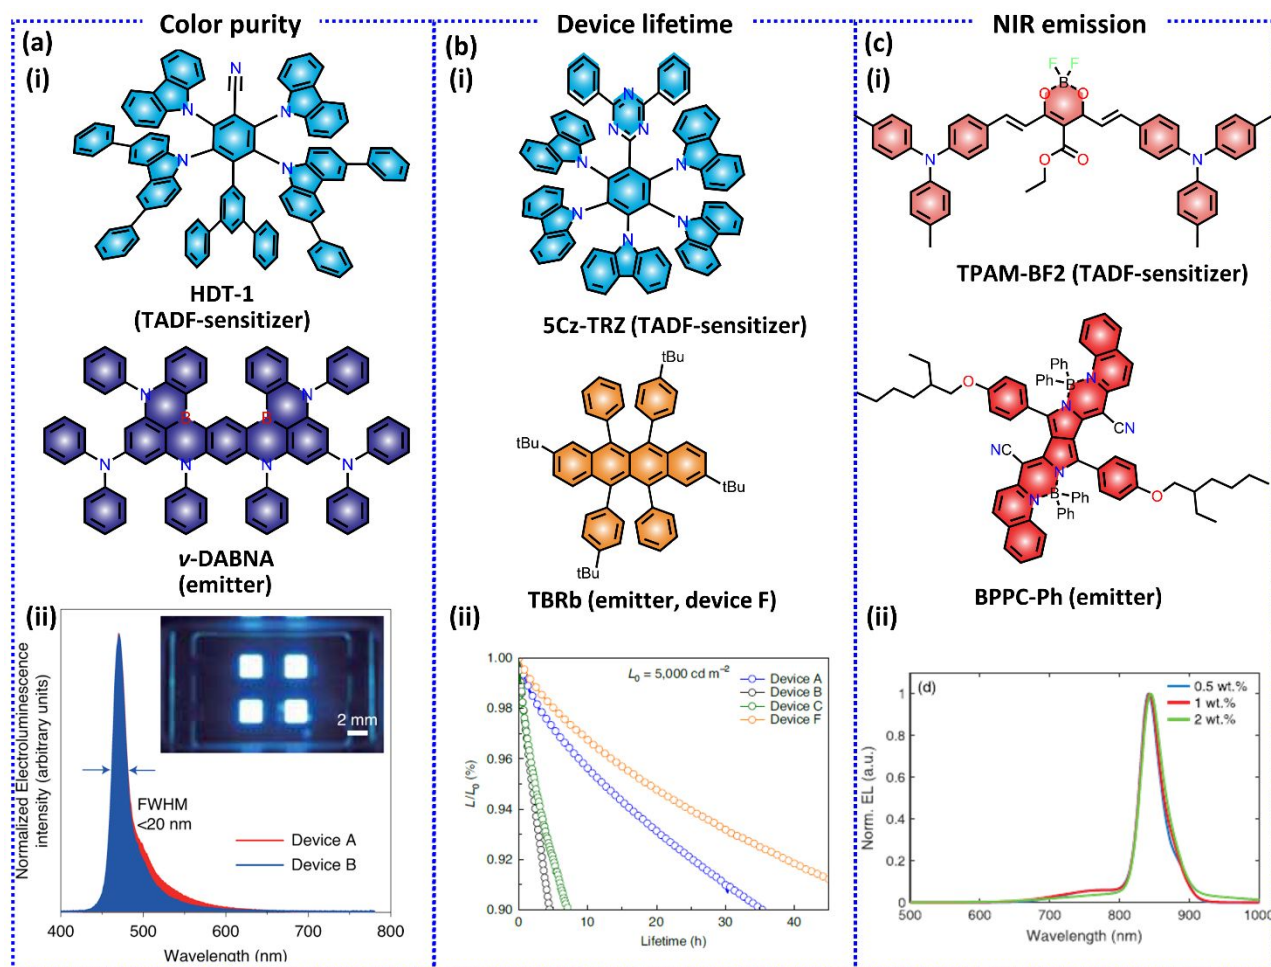 Color purity
(a)
(i)
N
N
N
N
N
HDT-1
(TADF-sensitizer)
N
N
B
B
N
N
N
N
ν-DABNA
(emitter)
(ii)
Normalized Electroluminescence
intensity (arbitrary units)
2 mm
FWHM
<20 nm
Device A
Device B
400
500
600
700
800
Wavelength (nm)
Device lifetime
(b)
(i)
N
N
N
N
N
N
N
N
5Cz-TRZ (TADF-sensitizer)
tBu
tBu
tBu
tBu
TBRb (emitter, device F)
(ii)
L0 = 5,000 cd m−2
Device A
Device B
Device C
Device F
L/L0 (%)
1.00
0.98
0.96
0.94
0.92
0.90
0
10
20
30
40
Lifetime (h)
NIR emission
(c)
(i)
F
F
B
O
O
N
O
O
N
TPAM-BF2 (TADF-sensitizer)
Ph
Ph
B
N
N
O
CN
NC
N
N
B
Ph
Ph
O
BPPC-Ph (emitter)
(ii)
(d)
0.5 wt.%
1 wt.%
2 wt.%
Norm. EL (a.u.)
1
0.8
0.6
0.4
0.2
0
500
600
700
800
900
1000
Wavelength (nm)